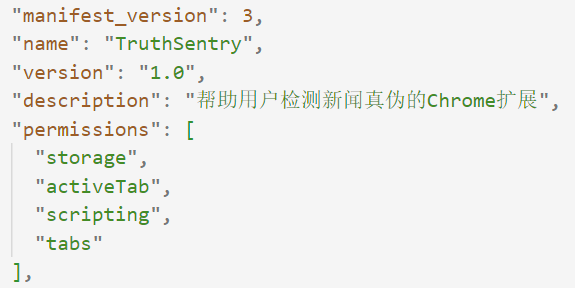 "manifest_version": 3,
"name": "TruthSentry",
"version": "1.0",
"description": "帮助用户检测新闻真伪的Chrome扩展",
"permissions": [
  "storage",
  "activeTab",
  "scripting",
  "tabs"
],